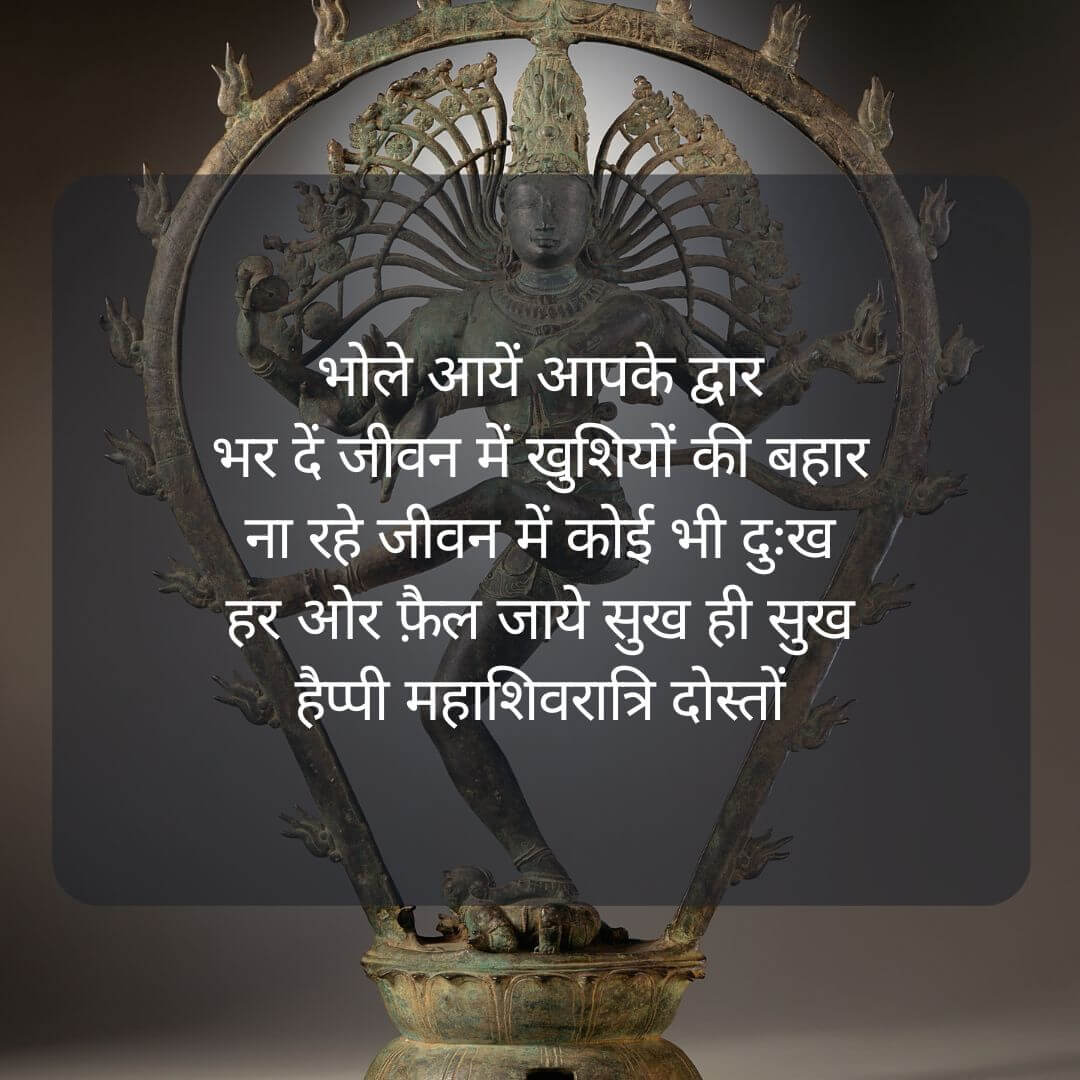 भोले आयें आपके द्वार
भर दें जीवन में खुशियों की बहार
ना रहे जीवन में कोई भी दुःख
हर ओर फ़ैल जाये सुख ही सुख
हैप्पी महाशिवरात्रि दोस्तों